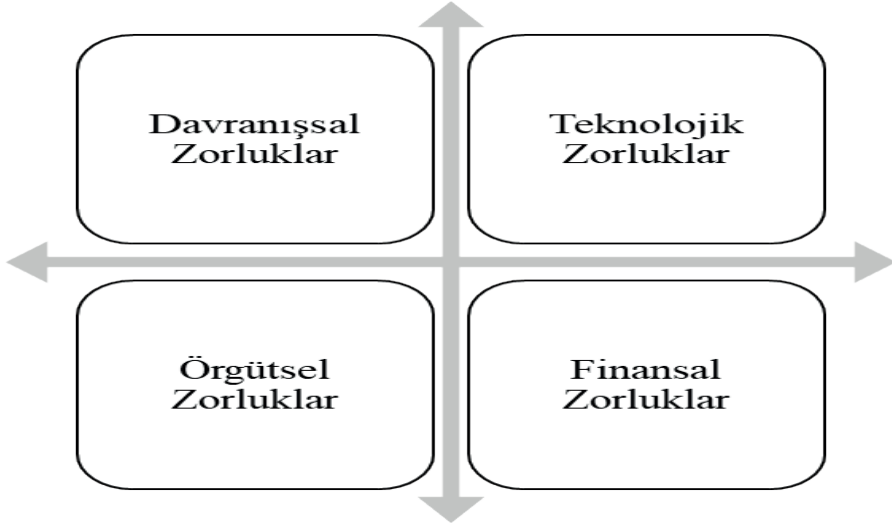 Davranışsal
Zorluklar
Teknolojik
Zorluklar
Örgütsel
Zorluklar
Finansal
Zorluklar